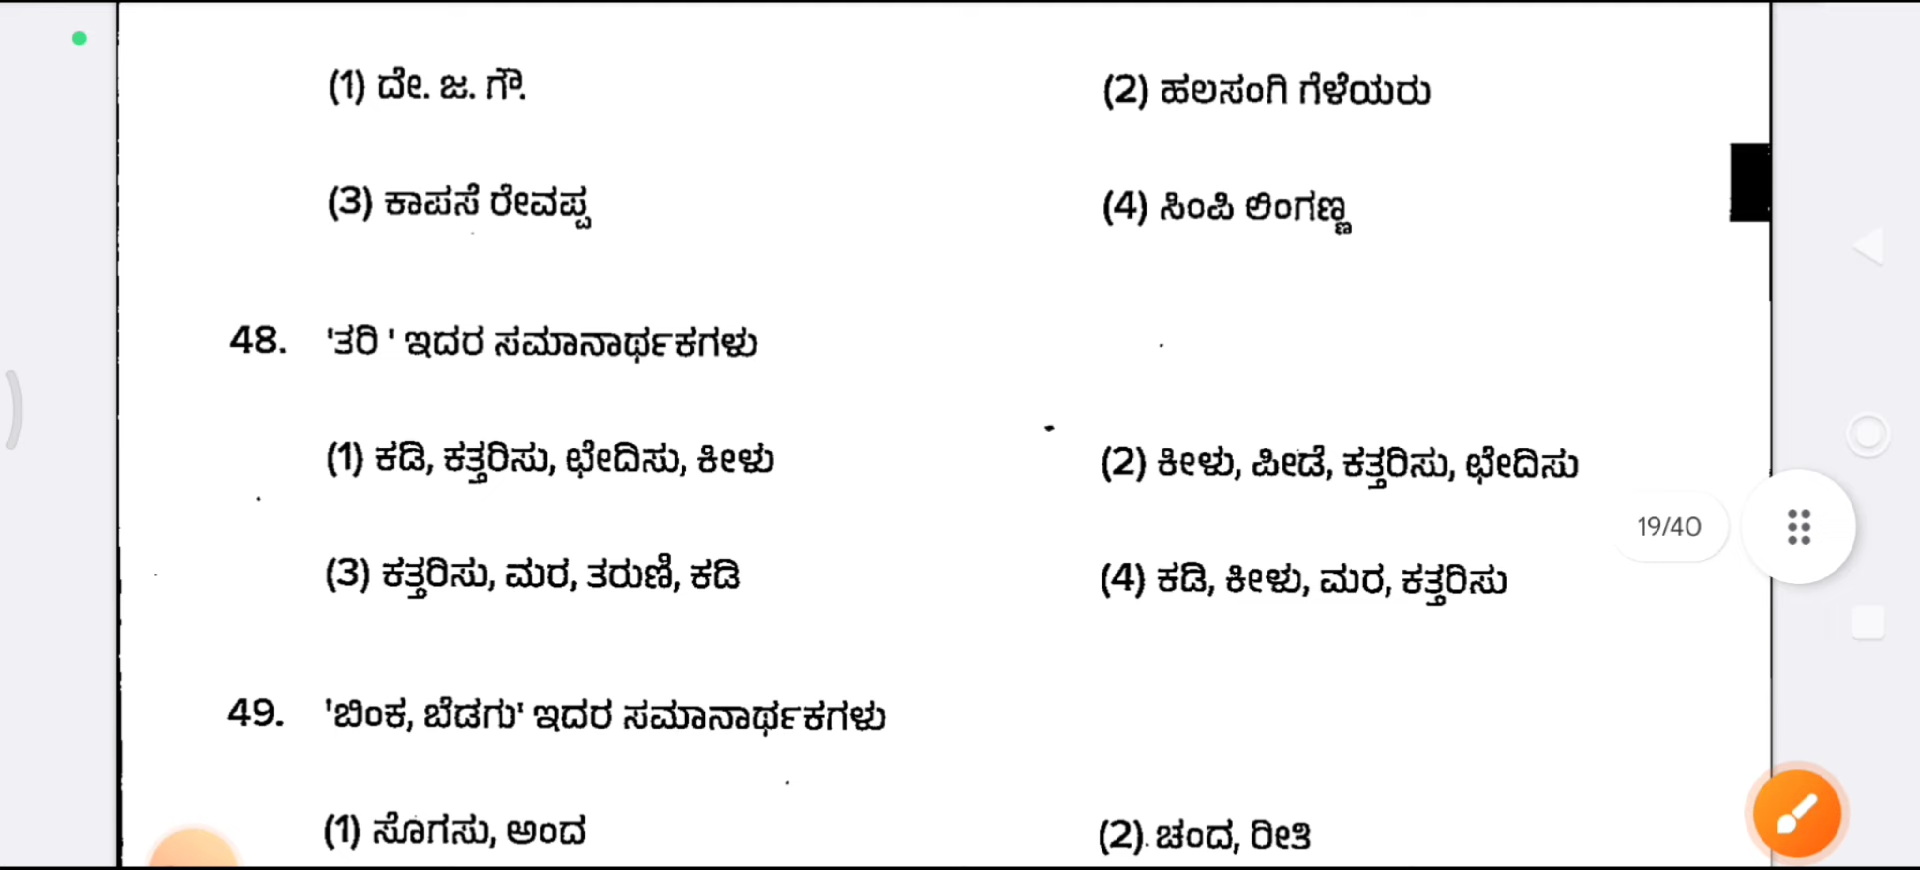 (1) ದೇ. ಜ. ಗೌ. (2) ಹಲಸಂಗಿ ಗೆಳೆಯರು
(3) ಕಾಪಸೆ ರೇವಪ್ಪ (4) ಸಿಂಪಿ ಲಿಂಗಣ್ಣ
48. 'ತರಿ ' ಇದರ ಸಮಾನಾರ್ಥಕಗಳು
(1) ಕಡಿ, ಕತ್ತರಿಸು, ಛೇದಿಸು, ಕೀಳು (2) ಕೀಳು, ಪೀಡೆ, ಕತ್ತರಿಸು, ಛೇದಿಸು
19/40
(3) ಕತ್ತರಿಸು, ಮರ, ತರುಣಿ, ಕಡಿ (4) ಕಡಿ, ಕೀಳು, ಮರ, ಕತ್ತರಿಸು
49. 'ಬಿಂಕ, ಬೆಡಗು' ಇದರ ಸಮಾನಾರ್ಥಕಗಳು
(1) ಸೊಗಸು, ಅಂದ (2) ಚಂದ, ರೀತಿ